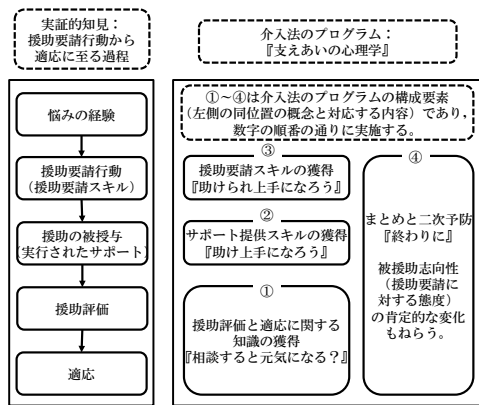 実証的知見：
援助要請行動から
適応に至る過程
悩みの経験
援助要請行動
（援助要請スキル）
援助の被授与
（実行されたサポート）
援助評価
適応
介入法のプログラム：
『支えあいの心理学』
①～④は介入法のプログラムの構成要素
（左側の同位置の概念と対応する内容）であり，
数字の順番の通りに実施する。
③
援助要請スキルの獲得
『助けられ上手になろう』
②
サポート提供スキルの獲得
『助け上手になろう』
①
援助評価と適応に関する
知識の獲得
『相談すると元気になる？』
④
まとめと二次予防
『終わりに』
被援助志向性
（援助要請に
対する態度）
の肯定的な変化
もねらう。